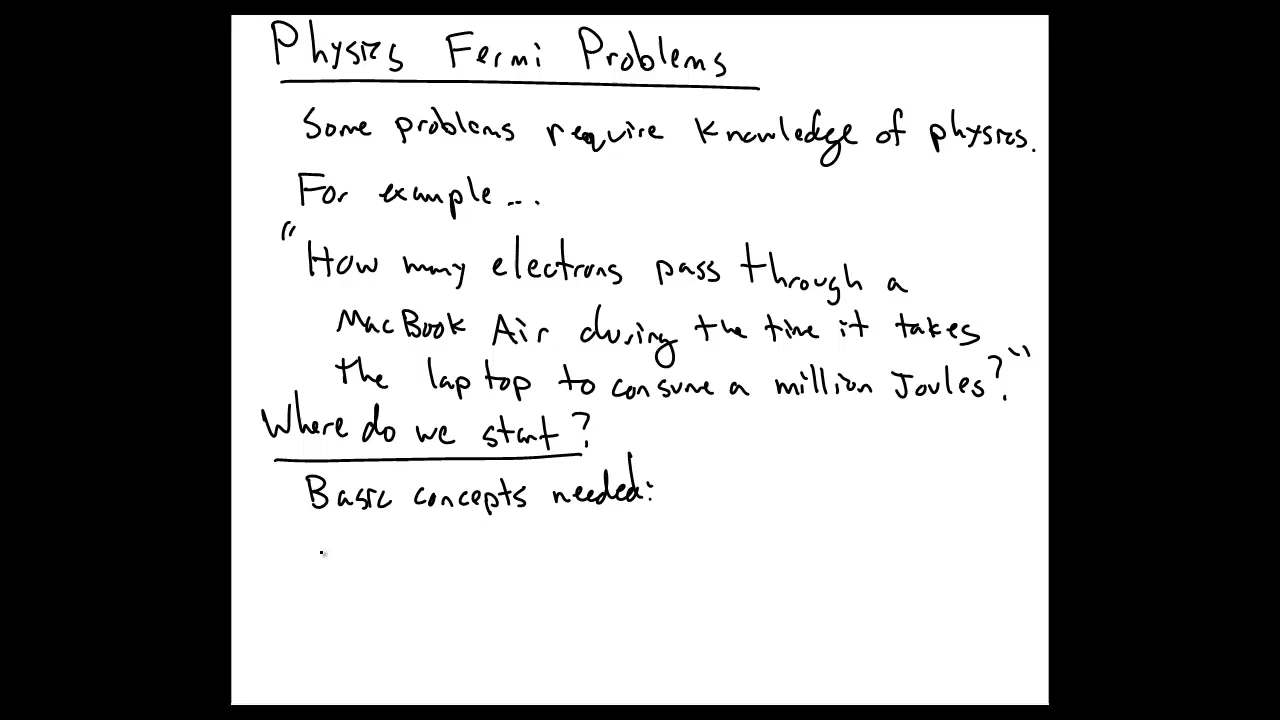 Physics Fermi Problems
Some problems require knowledge of physics.
For example...
"How many electrons pass through a
MacBook Air during the time it takes
the laptop to consume a million Joules?"
Where do we start?
Basic concepts needed: